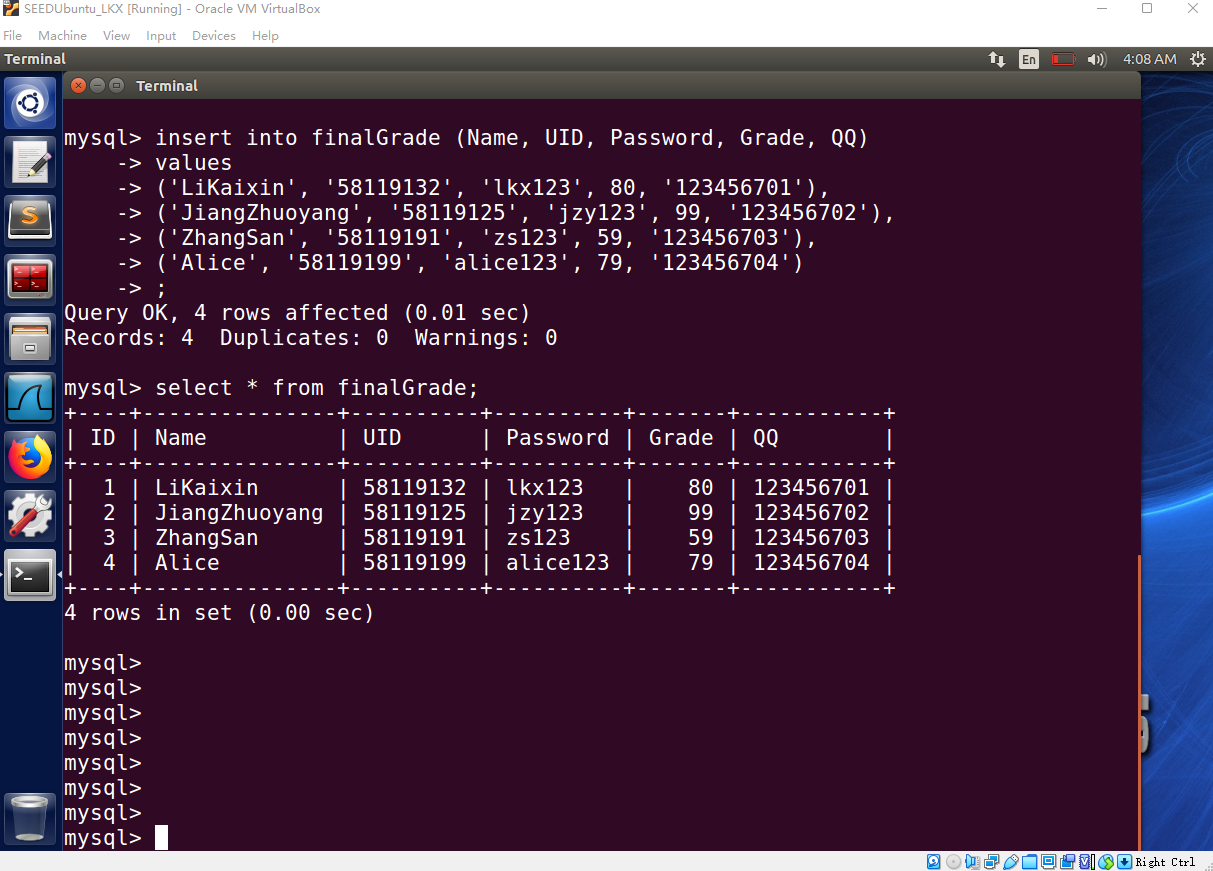 SEEDUbuntu_LKX [Running] - Oracle VM VirtualBox
File Machine View Input Devices Help
Terminal En 4:08 AM
Terminal
mysql> insert into finalGrade (Name, UID, Password, Grade, QQ)
    -> values
    -> ('LiKaixin', '58119132', 'lkx123', 80, '123456701'),
    -> ('JiangZhuoyang', '58119125', 'jzy123', 99, '123456702'),
    -> ('ZhangSan', '58119191', 'zs123', 59, '123456703'),
    -> ('Alice', '58119199', 'alice123', 79, '123456704')
    -> ;
Query OK, 4 rows affected (0.01 sec)
Records: 4  Duplicates: 0  Warnings: 0
mysql> select * from finalGrade;
+----+---------------+----------+----------+-------+-----------+
| ID | Name          | UID      | Password | Grade | QQ        |
+----+---------------+----------+----------+-------+-----------+
|  1 | LiKaixin      | 58119132 | lkx123   |    80 | 123456701 |
|  2 | JiangZhuoyang | 58119125 | jzy123   |    99 | 123456702 |
|  3 | ZhangSan      | 58119191 | zs123    |    59 | 123456703 |
|  4 | Alice         | 58119199 | alice123 |    79 | 123456704 |
+----+---------------+----------+----------+-------+-----------+
4 rows in set (0.00 sec)
mysql>
mysql>
mysql>
mysql>
mysql>
mysql>
mysql>
mysql>
Right Ctrl